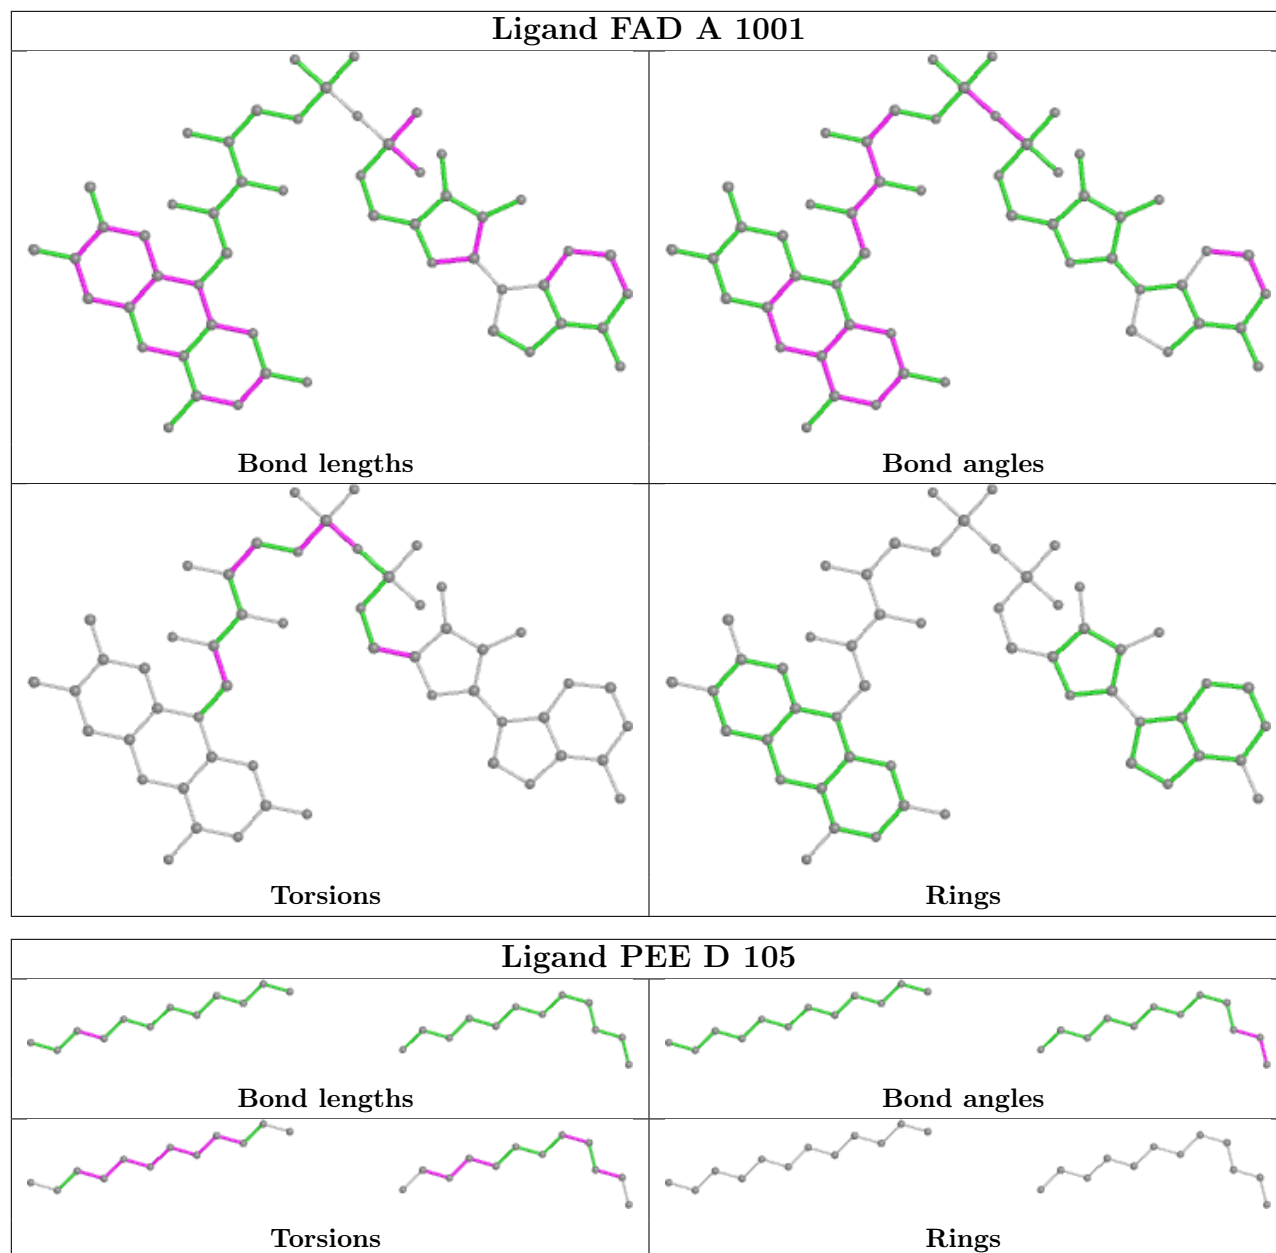 Ligand FAD A 1001
Bond lengths
Bond angles
Torsions
Rings
Ligand PEE D 105
Bond lengths
Bond angles
Torsions
Rings